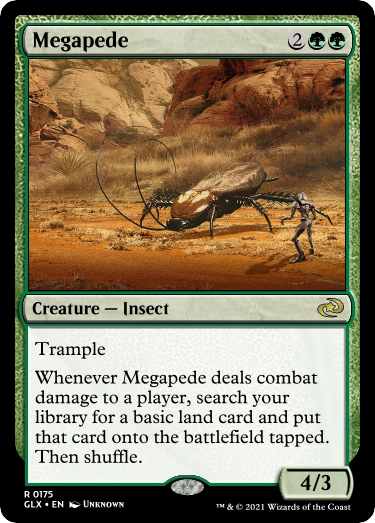 Megapede 2
Creature — Insect
Trample
Whenever Megapede deals combat
damage to a player, search your
library for a basic land card and put
that card onto the battlefield tapped.
Then shuffle.
4/3
R 0175
GLX • EN Unknown
™ & © 2021 Wizards of the Coast